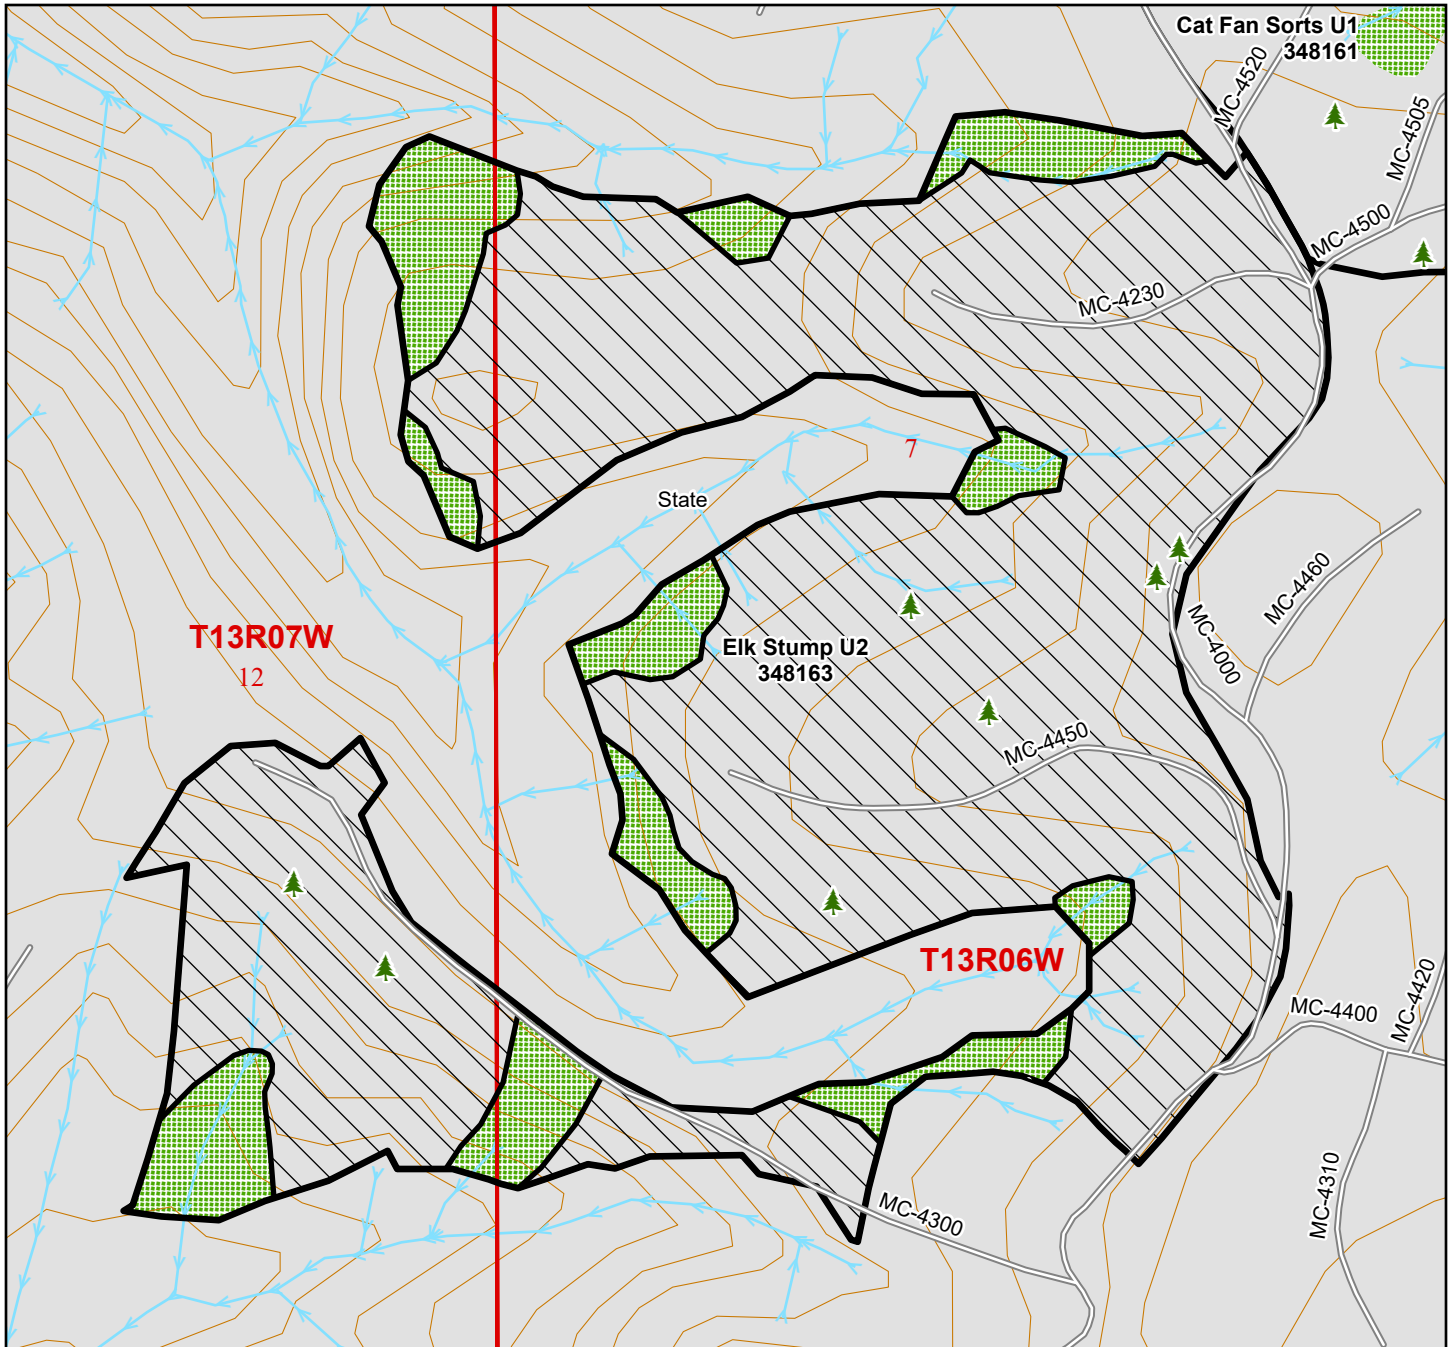 Cat Fan Sorts U1
348161
MC-4520
MC-4505
MC-4500
MC-4230
7
State
MC-4460
T13R07W
12
Elk Stump U2
348163
MC-4000
MC-4450
T13R06W
MC-4400
MC-4420
MC-4310
MC-4300